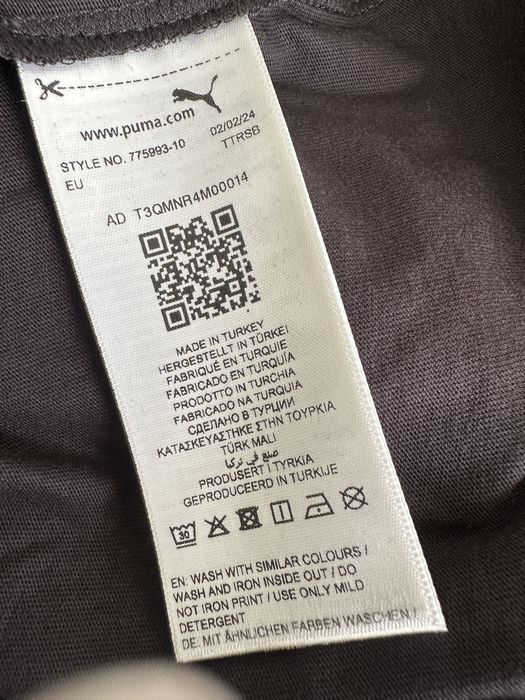 www.puma.com
02/02/24
STYLE NO. 775993-10
TTRSB
EU
AD T3QMNR4M00014
MADE IN TURKEY
HERGESTELLT IN TÜRKEI
FABRIQUÉ EN TURQUIE
FABRICADO EN TURQUÍA
PRODOTTO IN TURCHIA
FABRICADO NA TURQUIA
СДЕЛАНО В ТУРЦИИ
ΚΑΤΑΣΚΕΥΑΣΤΗΚΕ ΣΤΗΝ ΤΟΥΡΚΙΑ
TÜRK MALI
صنع في تركيا
PRODUSERT I TYRKIA
GEPRODUCEERD IN TURKIJE
30
EN: WASH WITH SIMILAR COLOURS /
WASH AND IRON INSIDE OUT / DO
NOT IRON PRINT / USE ONLY MILD
DETERGENT
DE: MIT ÄHNLICHEN FARBEN WASCHEN /